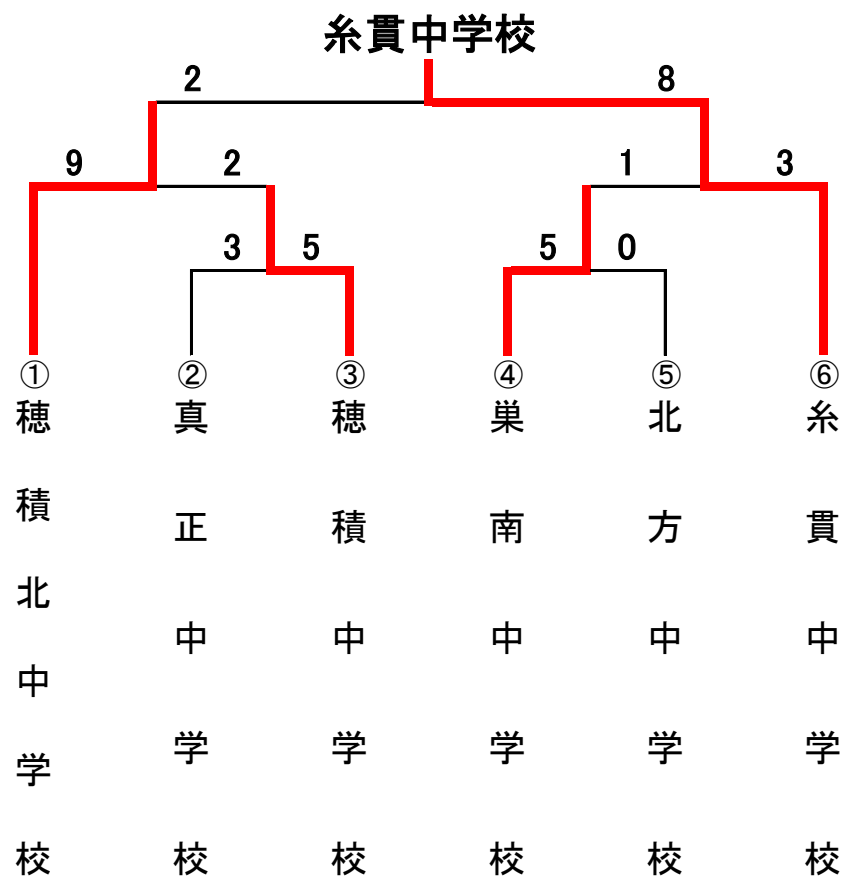 糸貫中学校
2 8
9 2 1 3
3 5 5 0
① ② ③ ④ ⑤ ⑥
穂積北中学校
真正中学校
穂積中学校
巣南中学校
北方中学校
糸貫中学校